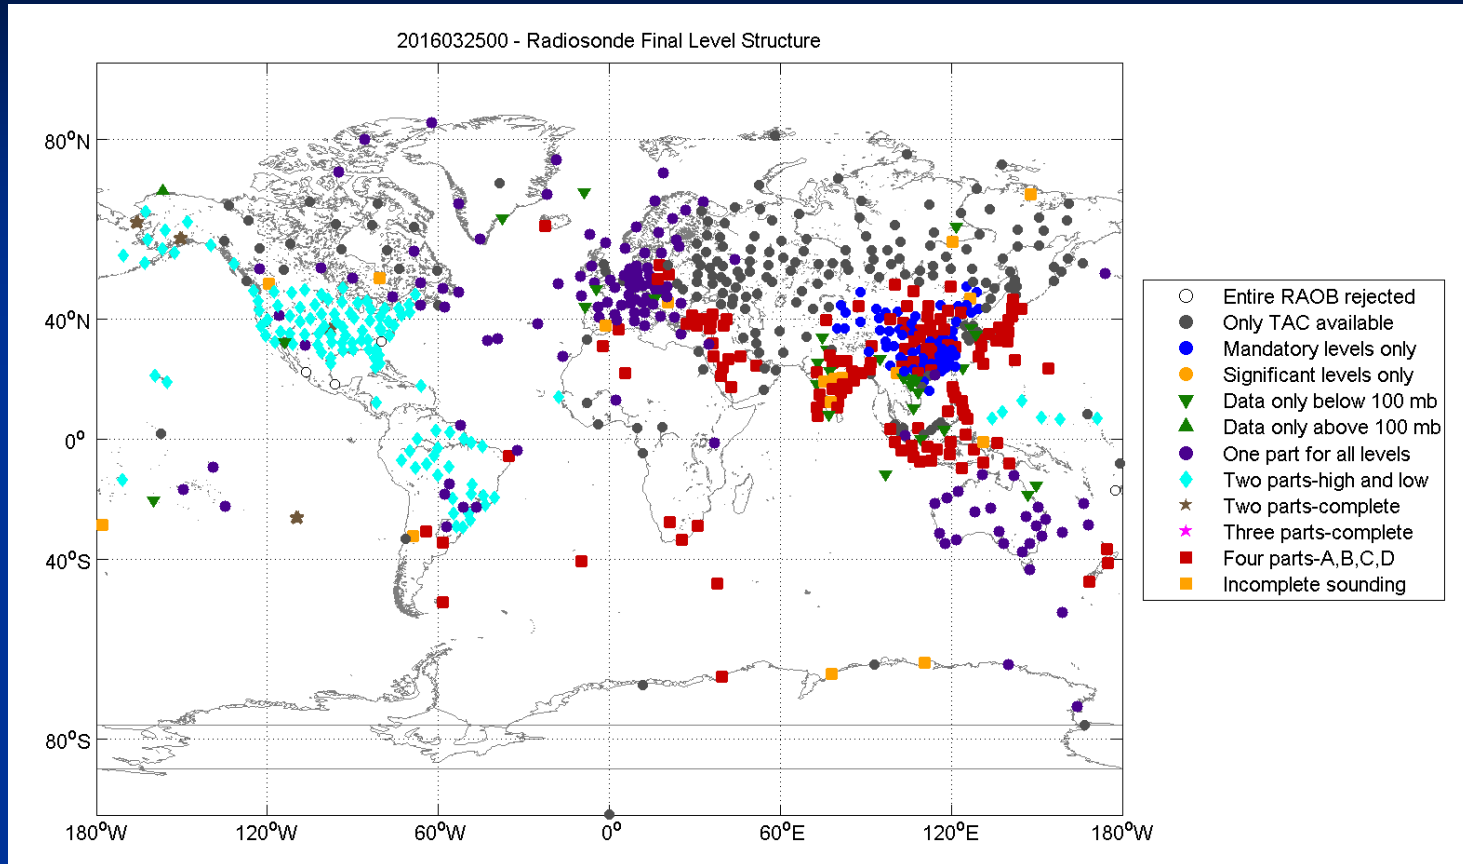 2016032500 - Radiosonde Final Level Structure
80°N
40°N
0°
40°S
80°S
180°W
120°W
60°W
0°
60°E
120°E
180°W
Entire RAOB rejected
Only TAC available
Mandatory levels only
Significant levels only
Data only below 100 mb
Data only above 100 mb
One part for all levels
Two parts-high and low
Two parts-complete
Three parts-complete
Four parts-A,B,C,D
Incomplete sounding